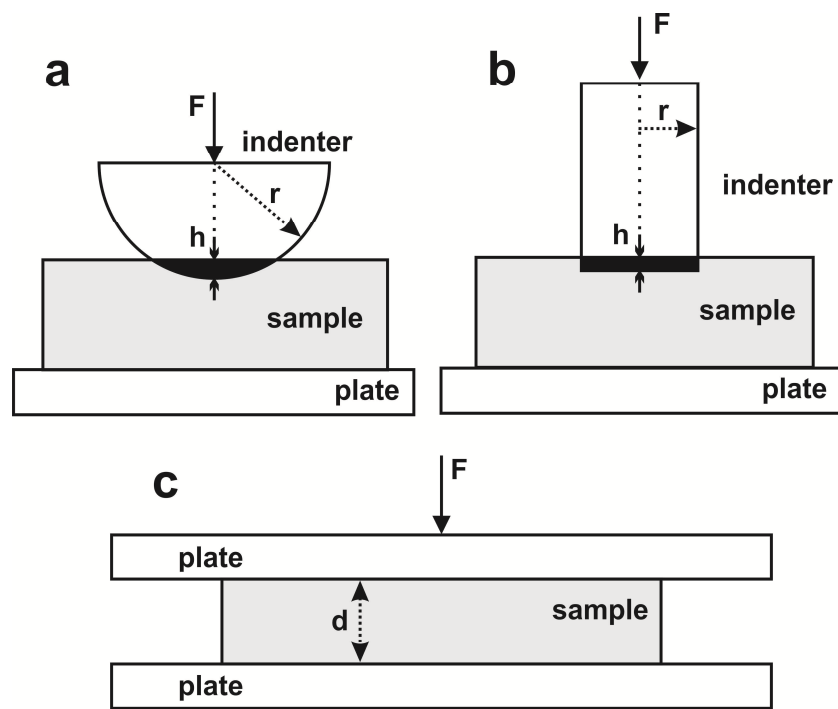 a
F
indenter
r
h
sample
plate
b
F
r
indenter
h
sample
plate
c
F
plate
d
sample
plate